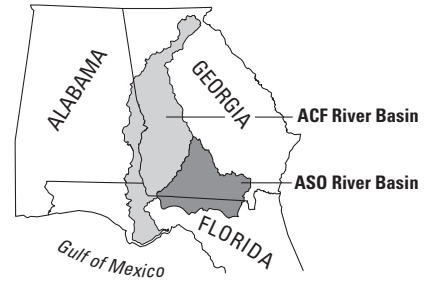 ALABAMA
GEORGIA
ACF River Basin
ASO River Basin
FLORIDA
Gulf of Mexico